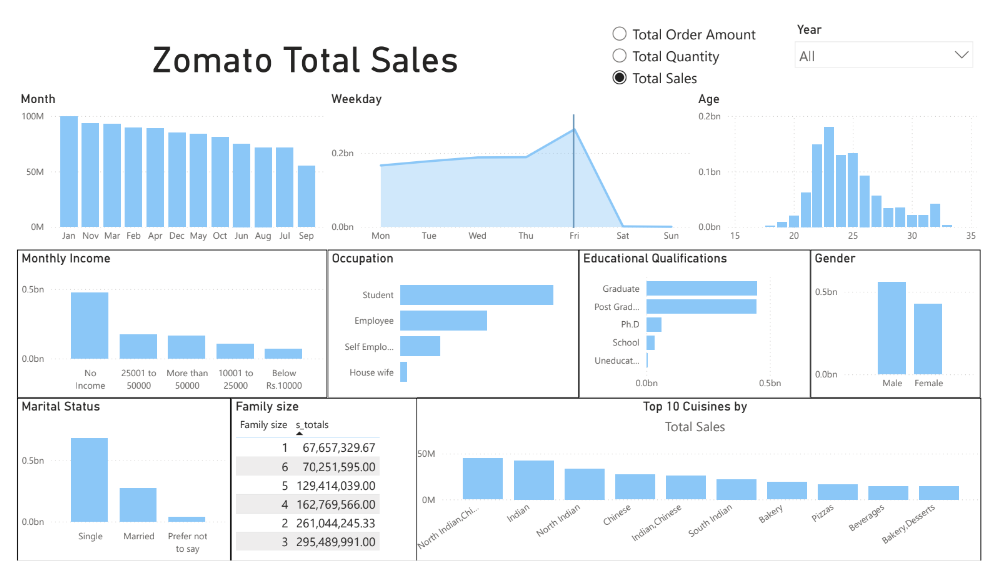 Zomato Total Sales
Total Order Amount
Total Quantity
Total Sales
Year
All
Month
100M
50M
0M
Jan Nov Mar Feb Apr Dec May Oct Jun Aug Jul Sep
Weekday
0.2bn
0.0bn
Mon Tue Wed Thu Fri Sat Sun
Age
0.2bn
0.1bn
0.0bn
15 20 25 30 35
Monthly Income
0.5bn
0.0bn
No Income
25001 to 50000
More than 50000
10001 to 25000
Below Rs.10000
Occupation
Student
Employee
Self Emplo...
House wife
Educational Qualifications
Graduate
Post Grad...
Ph.D
School
Uneducat...
0.0bn 0.5bn
Gender
0.5bn
0.0bn
Male Female
Marital Status
0.5bn
0.0bn
Single
Married
Prefer not to say
Family size
Family size s_totals
1 67,657,329.67
6 70,251,595.00
5 129,414,039.00
4 162,769,566.00
2 261,044,245.33
3 295,489,991.00
Top 10 Cuisines by
Total Sales
50M
0M
North Indian,Chi...
Indian
North Indian
Chinese
Indian,Chinese
South Indian
Bakery
Pizzas
Beverages
Bakery,Desserts